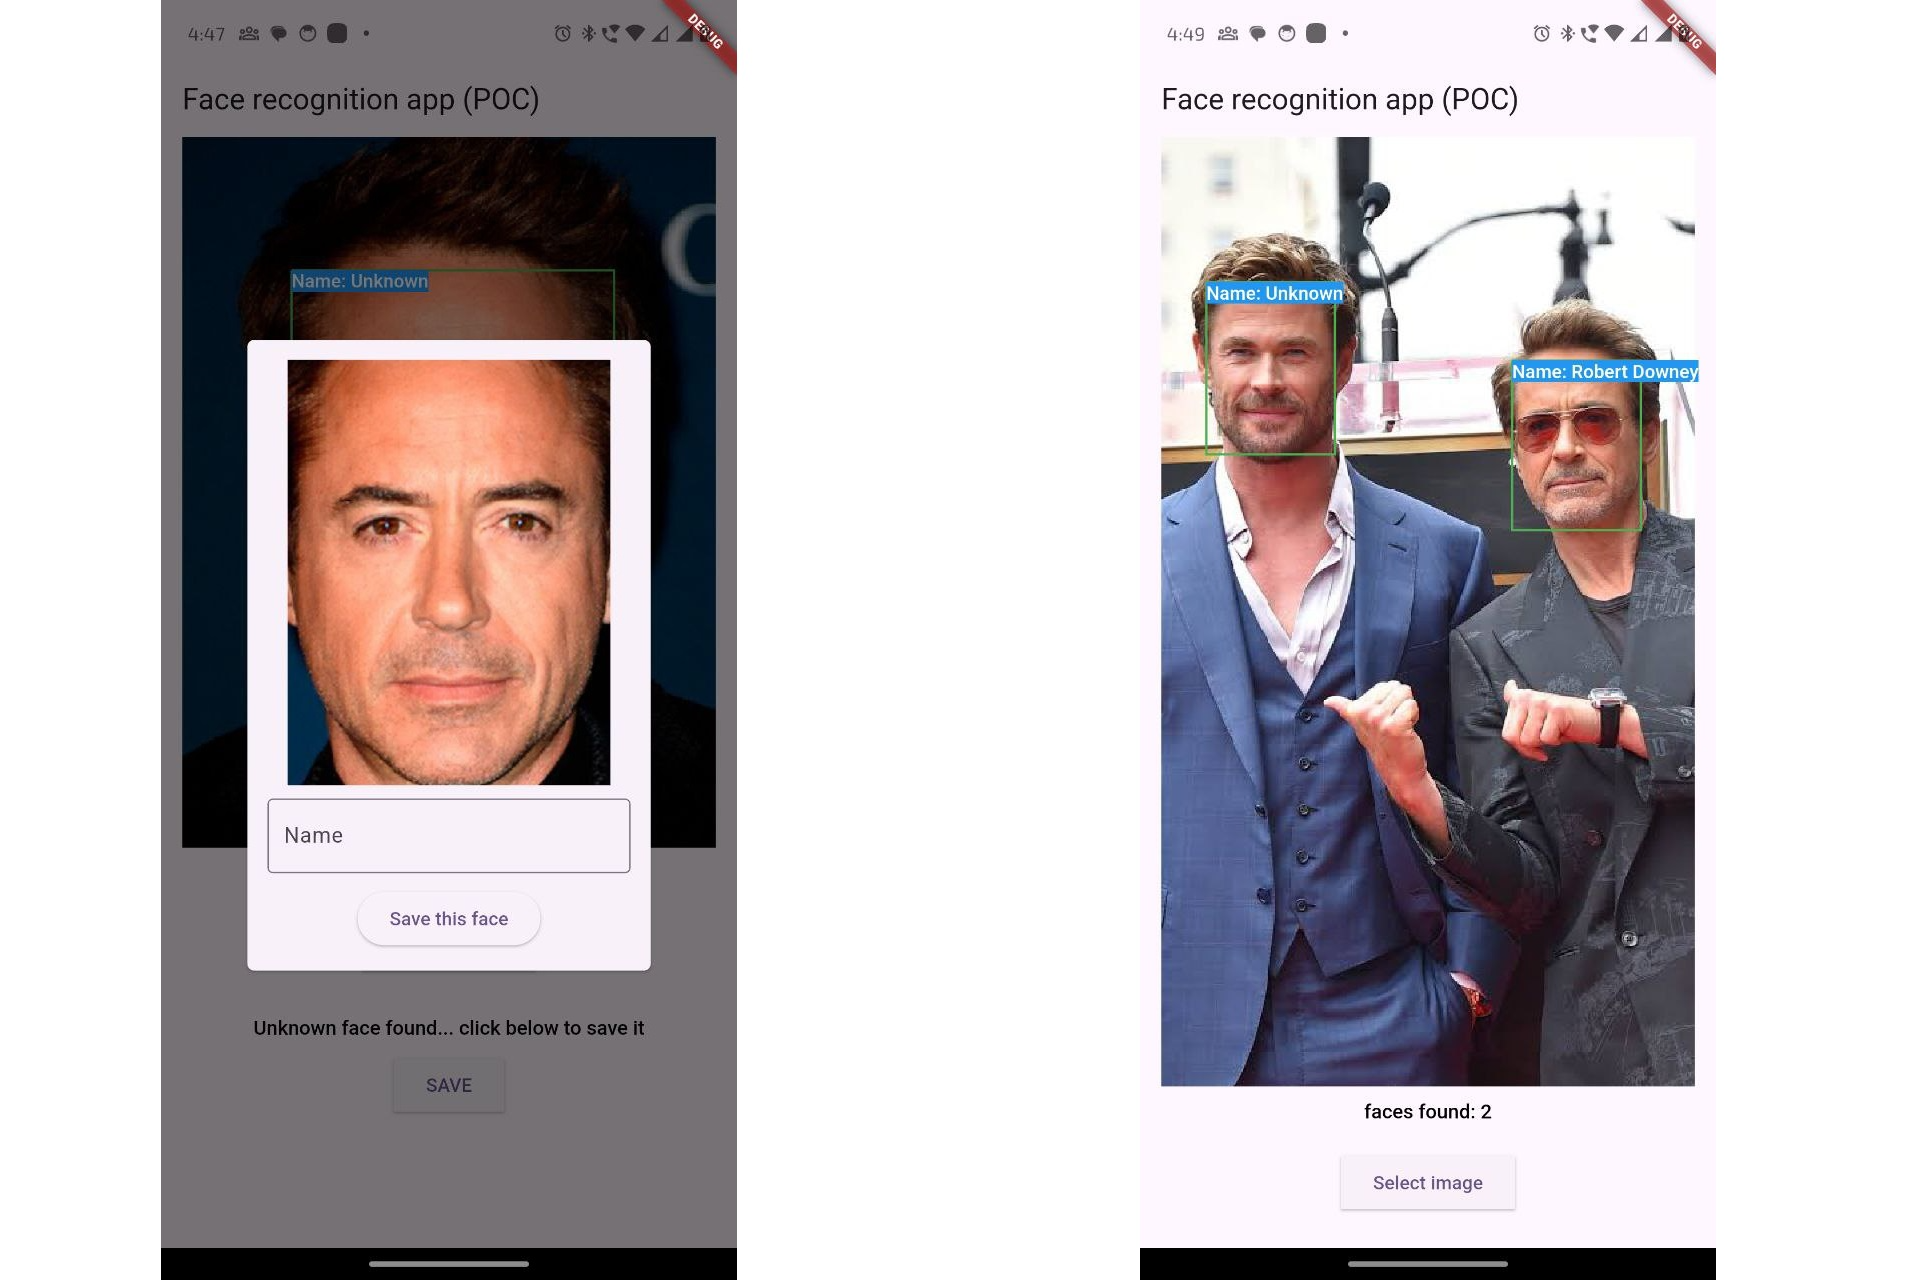 4:47
DEBUG
Face recognition app (POC)
Name: Unknown
Name
Save this face
Unknown face found... click below to save it
SAVE
4:49
DEBUG
Face recognition app (POC)
Name: Unknown
Name: Robert Downey
faces found: 2
Select image